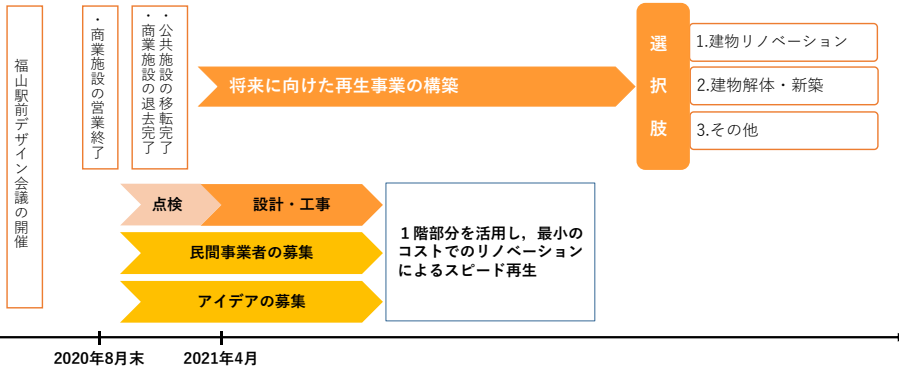 福山駅前デザイン会議の開催
・商業施設の営業終了
・公共施設の移転完了
・商業施設の退去完了
将来に向けた再生事業の構築
選択肢
1.建物リノベーション
2.建物解体・新築
3.その他
点検
設計・工事
民間事業者の募集
アイデアの募集
１階部分を活用し，最小の
コストでのリノベーション
によるスピード再生
2020年8月末
2021年4月